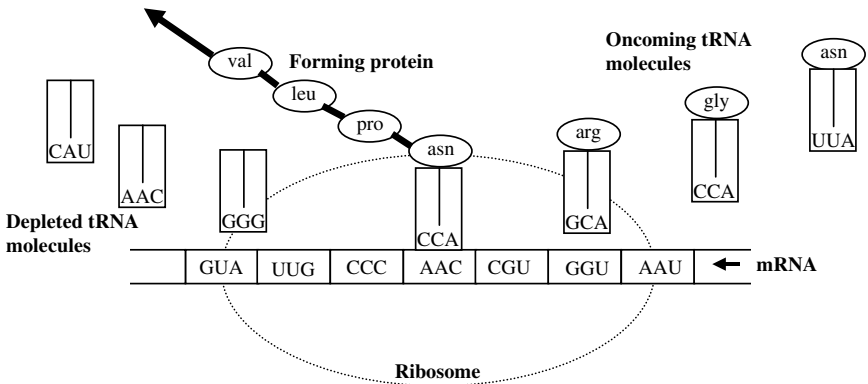 asn
Oncoming tRNA
molecules
val
Forming protein
leu
gly
pro
arg
asn
UUA
CAU
AAC
CCA
GCA
GGG
Depleted tRNA
molecules
CCA
GUA UUG CCC AAC CGU GGU AAU
mRNA
Ribosome